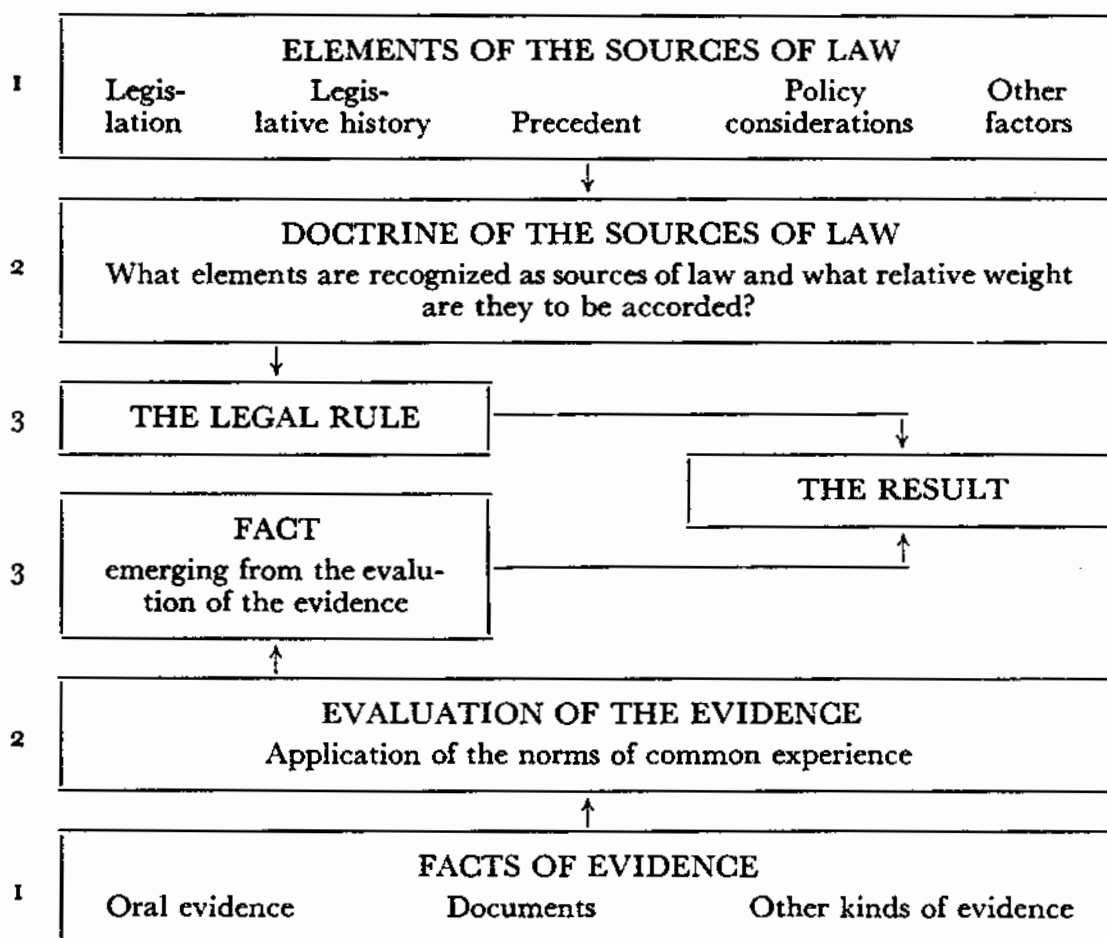 1
ELEMENTS OF THE SOURCES OF LAW
Legis- Legis- Policy Other
lation lative history Precedent considerations factors
2
DOCTRINE OF THE SOURCES OF LAW
What elements are recognized as sources of law and what relative weight
are they to be accorded?
3
THE LEGAL RULE
THE RESULT
3
FACT
emerging from the evalu-
tion of the evidence
2
EVALUATION OF THE EVIDENCE
Application of the norms of common experience
1
FACTS OF EVIDENCE
Oral evidence Documents Other kinds of evidence